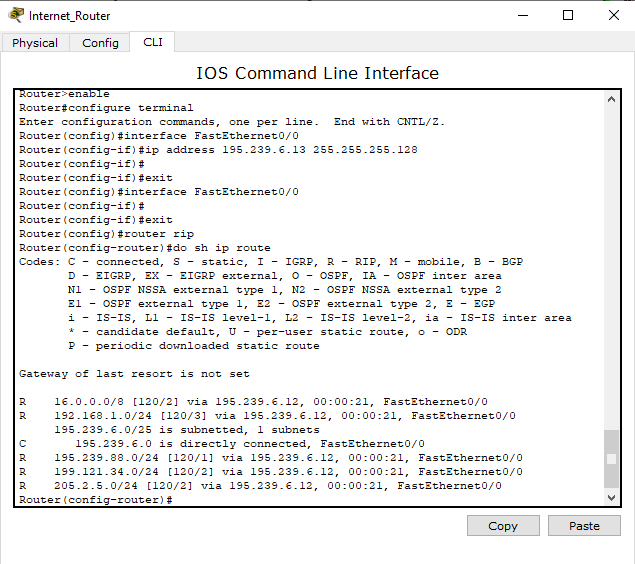 Internet_Router
Physical Config CLI
IOS Command Line Interface
Router>enable
Router#configure terminal
Enter configuration commands, one per line.  End with CNTL/Z.
Router(config)#interface FastEthernet0/0
Router(config-if)#ip address 195.239.6.13 255.255.255.128
Router(config-if)#
Router(config-if)#exit
Router(config)#interface FastEthernet0/0
Router(config-if)#
Router(config-if)#exit
Router(config)#router rip
Router(config-router)#do sh ip route
Codes: C - connected, S - static, I - IGRP, R - RIP, M - mobile, B - BGP
       D - EIGRP, EX - EIGRP external, O - OSPF, IA - OSPF inter area
       N1 - OSPF NSSA external type 1, N2 - OSPF NSSA external type 2
       E1 - OSPF external type 1, E2 - OSPF external type 2, E - EGP
       i - IS-IS, L1 - IS-IS level-1, L2 - IS-IS level-2, ia - IS-IS inter area
       * - candidate default, U - per-user static route, o - ODR
       P - periodic downloaded static route
Gateway of last resort is not set
R    16.0.0.0/8 [120/2] via 195.239.6.12, 00:00:21, FastEthernet0/0
R    192.168.1.0/24 [120/3] via 195.239.6.12, 00:00:21, FastEthernet0/0
     195.239.6.0/25 is subnetted, 1 subnets
C       195.239.6.0 is directly connected, FastEthernet0/0
R    195.239.88.0/24 [120/1] via 195.239.6.12, 00:00:21, FastEthernet0/0
R    199.121.34.0/24 [120/2] via 195.239.6.12, 00:00:21, FastEthernet0/0
R    205.2.5.0/24 [120/2] via 195.239.6.12, 00:00:21, FastEthernet0/0
Router(config-router)#
Copy Paste